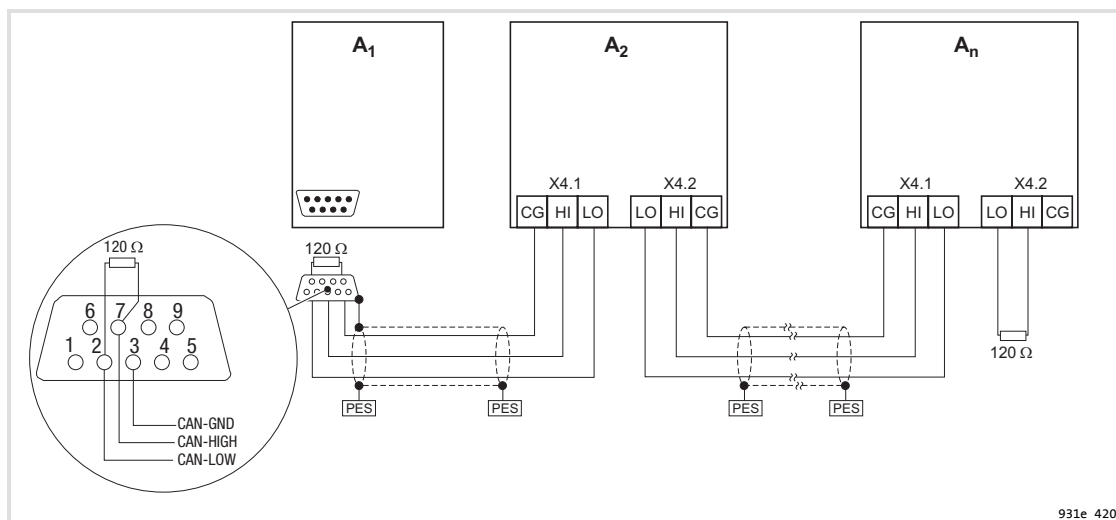 A1
A2
An
X4.1 X4.2
X4.1 X4.2
CG HI LO
LO HI CG
CG HI LO
LO HI CG
120 Ω
120 Ω
120 Ω
6 7 8 9
1 2 3 4 5
CAN-GND
CAN-HIGH
CAN-LOW
PES
PES
PES
PES
931e_420